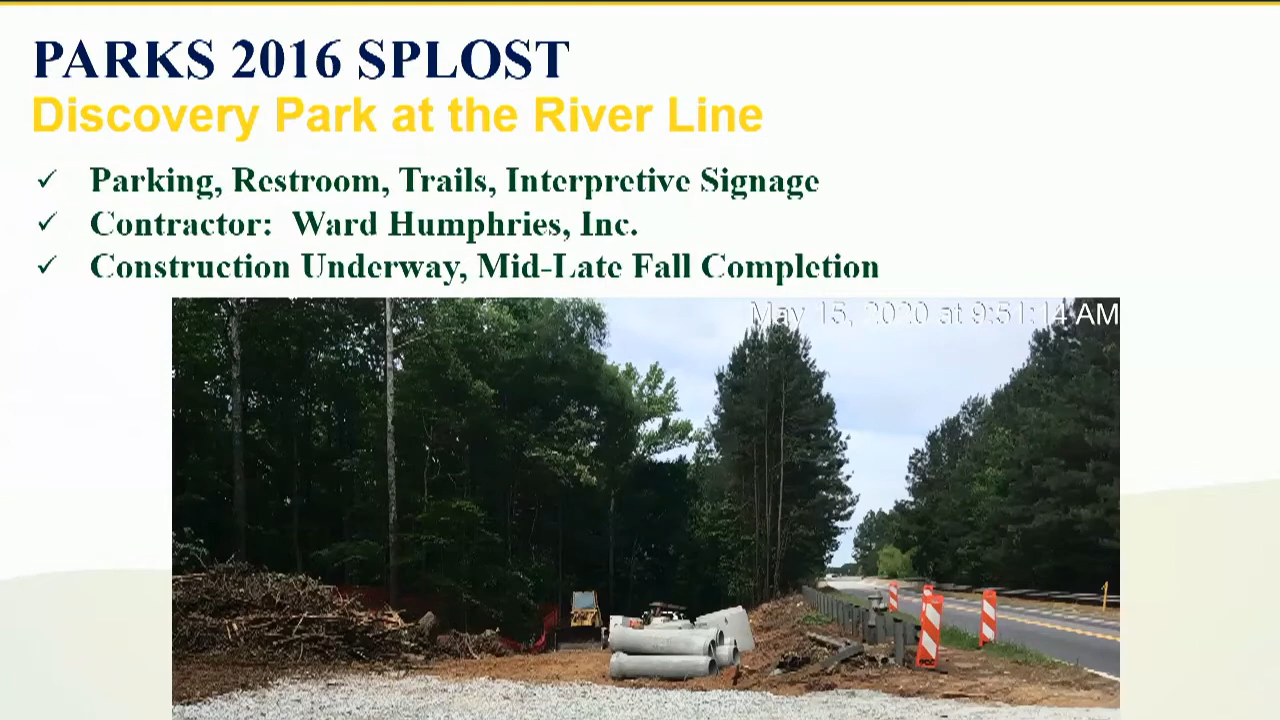 PARKS 2016 SPLOST
Discovery Park at the River Line
✓ Parking, Restroom, Trails, Interpretive Signage
✓ Contractor: Ward Humphries, Inc.
✓ Construction Underway, Mid-Late Fall Completion
May 15, 2020 at 9:51:14 AM